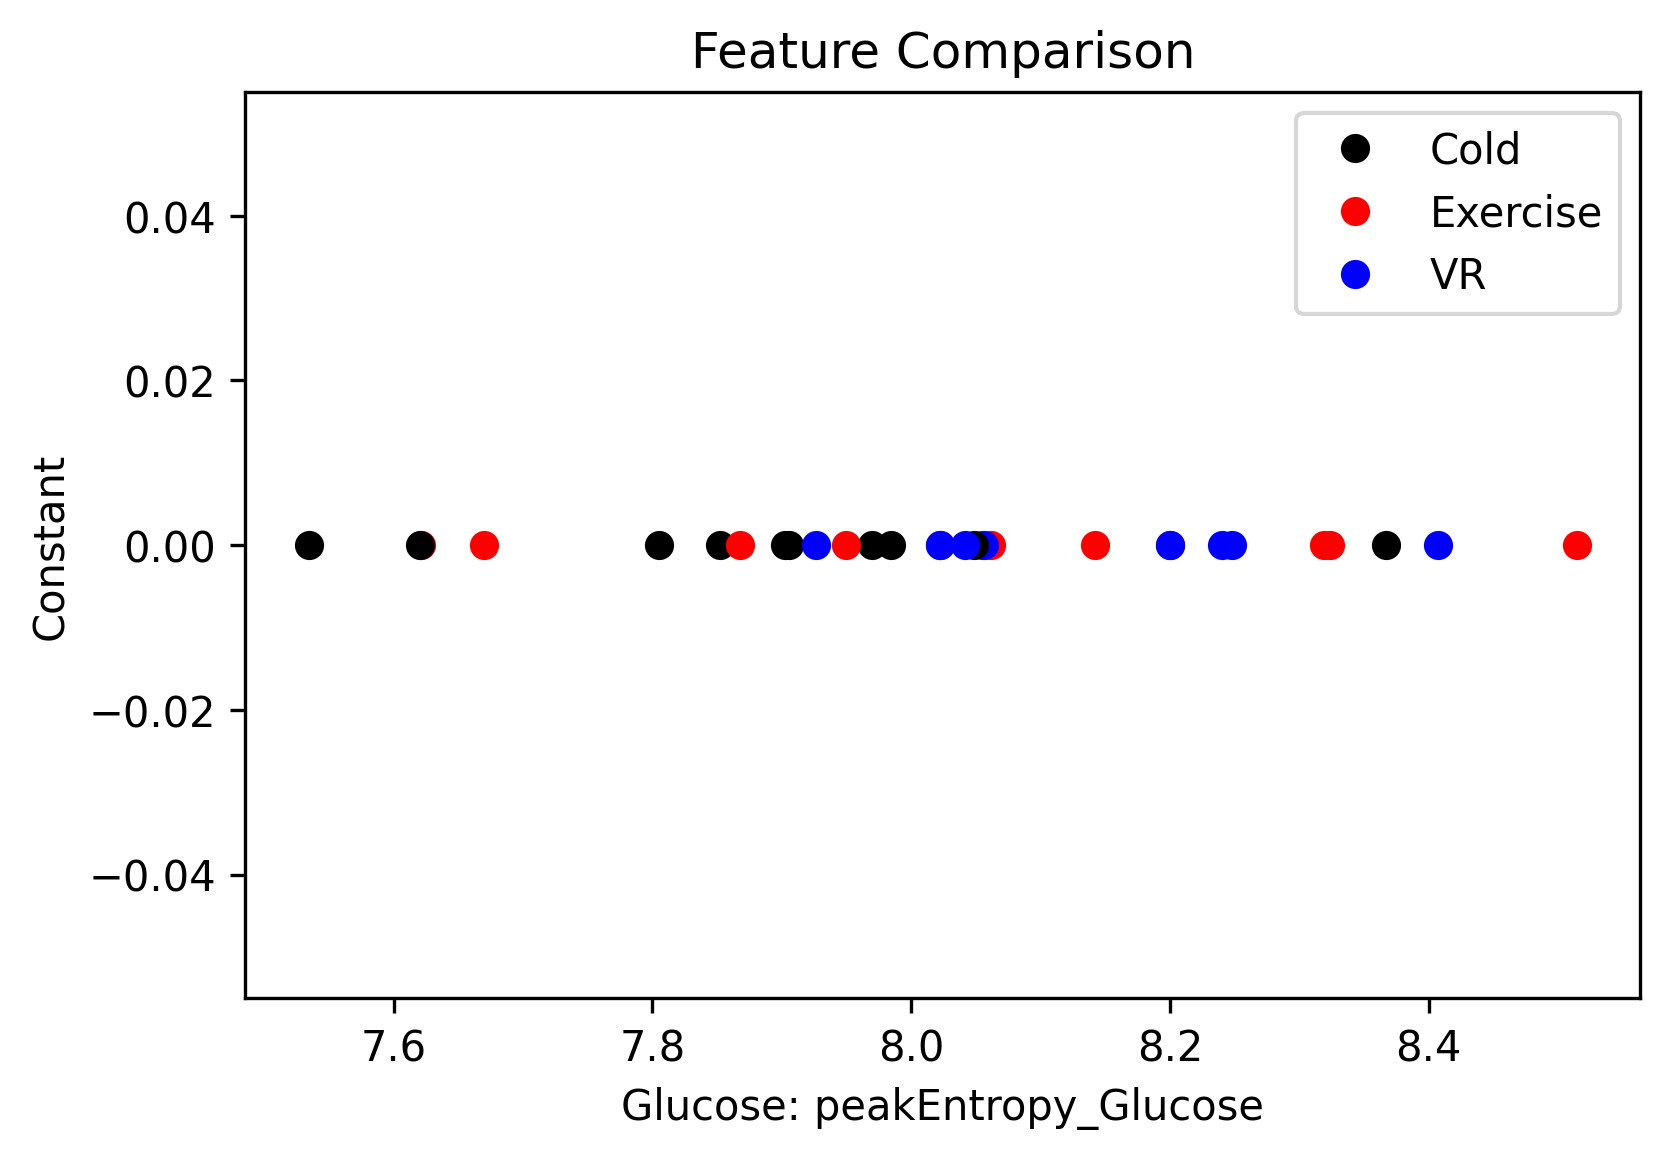 Feature Comparison
Cold
Exercise
VR
0.04
0.02
0.00
−0.02
−0.04
Constant
7.6 7.8 8.0 8.2 8.4
Glucose: peakEntropy_Glucose